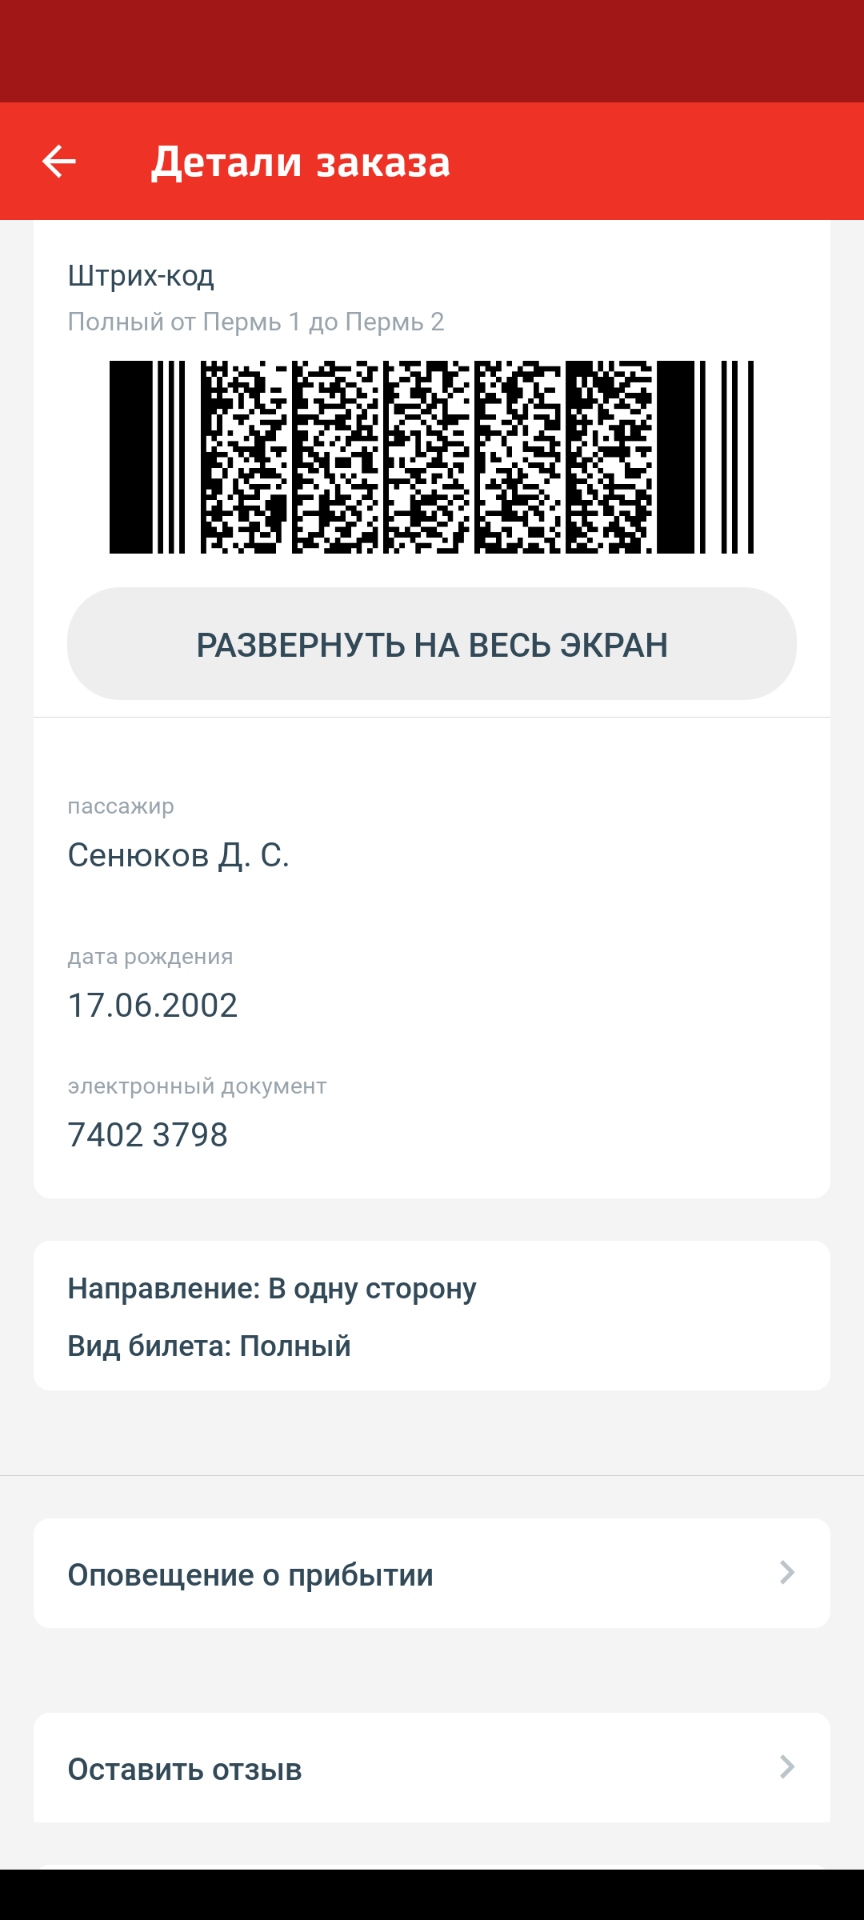 Детали заказа
Штрих-код
Полный от Пермь 1 до Пермь 2
РАЗВЕРНУТЬ НА ВЕСЬ ЭКРАН
пассажир
Сенюков Д. С.
дата рождения
17.06.2002
электронный документ
7402 3798
Направление: В одну сторону
Вид билета: Полный
Оповещение о прибытии
Оставить отзыв